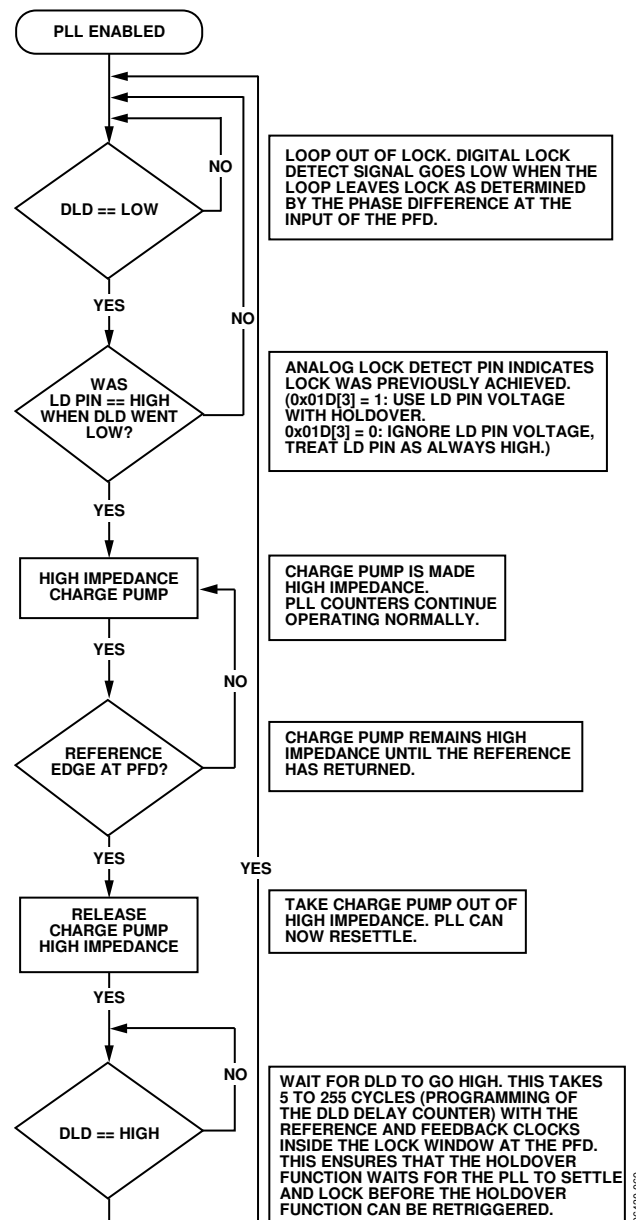 PLL ENABLED
NO
DLD == LOW
LOOP OUT OF LOCK. DIGITAL LOCK
DETECT SIGNAL GOES LOW WHEN THE
LOOP LEAVES LOCK AS DETERMINED
BY THE PHASE DIFFERENCE AT THE
INPUT OF THE PFD.
YES
NO
WAS
LD PIN == HIGH
WHEN DLD WENT
LOW?
ANALOG LOCK DETECT PIN INDICATES
LOCK WAS PREVIOUSLY ACHIEVED.
(0x01D[3] = 1: USE LD PIN VOLTAGE
WITH HOLDOVER.
0x01D[3] = 0: IGNORE LD PIN VOLTAGE,
TREAT LD PIN AS ALWAYS HIGH.)
YES
HIGH IMPEDANCE
CHARGE PUMP
CHARGE PUMP IS MADE
HIGH IMPEDANCE.
PLL COUNTERS CONTINUE
OPERATING NORMALLY.
YES
NO
REFERENCE
EDGE AT PFD?
CHARGE PUMP REMAINS HIGH
IMPEDANCE UNTIL THE REFERENCE
HAS RETURNED.
YES
YES
RELEASE
CHARGE PUMP
HIGH IMPEDANCE
TAKE CHARGE PUMP OUT OF
HIGH IMPEDANCE. PLL CAN
NOW RESETTLE.
YES
NO
DLD == HIGH
WAIT FOR DLD TO GO HIGH. THIS TAKES
5 TO 255 CYCLES (PROGRAMMING OF
THE DLD DELAY COUNTER) WITH THE
REFERENCE AND FEEDBACK CLOCKS
INSIDE THE LOCK WINDOW AT THE PFD.
THIS ENSURES THAT THE HOLDOVER
FUNCTION WAITS FOR THE PLL TO SETTLE
AND LOCK BEFORE THE HOLDOVER
FUNCTION CAN BE RETRIGGERED.